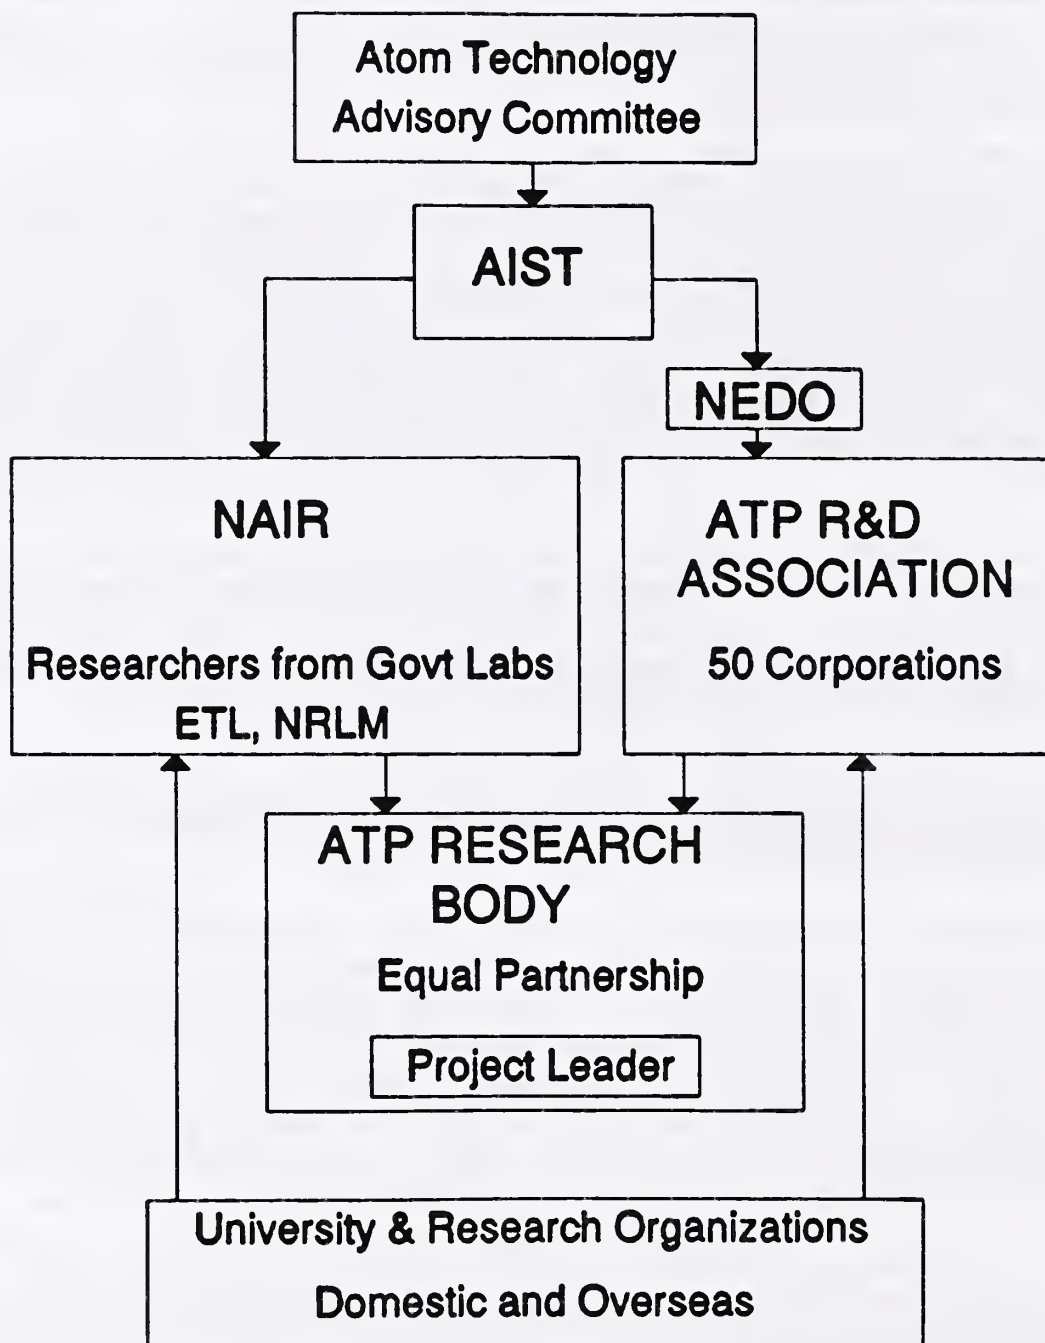 Atom Technology
Advisory Committee
AIST
NEDO
NAIR
Researchers from Govt Labs
ETL, NRLM
ATP R&D
ASSOCIATION
50 Corporations
ATP RESEARCH
BODY
Equal Partnership
Project Leader
University & Research Organizations
Domestic and Overseas